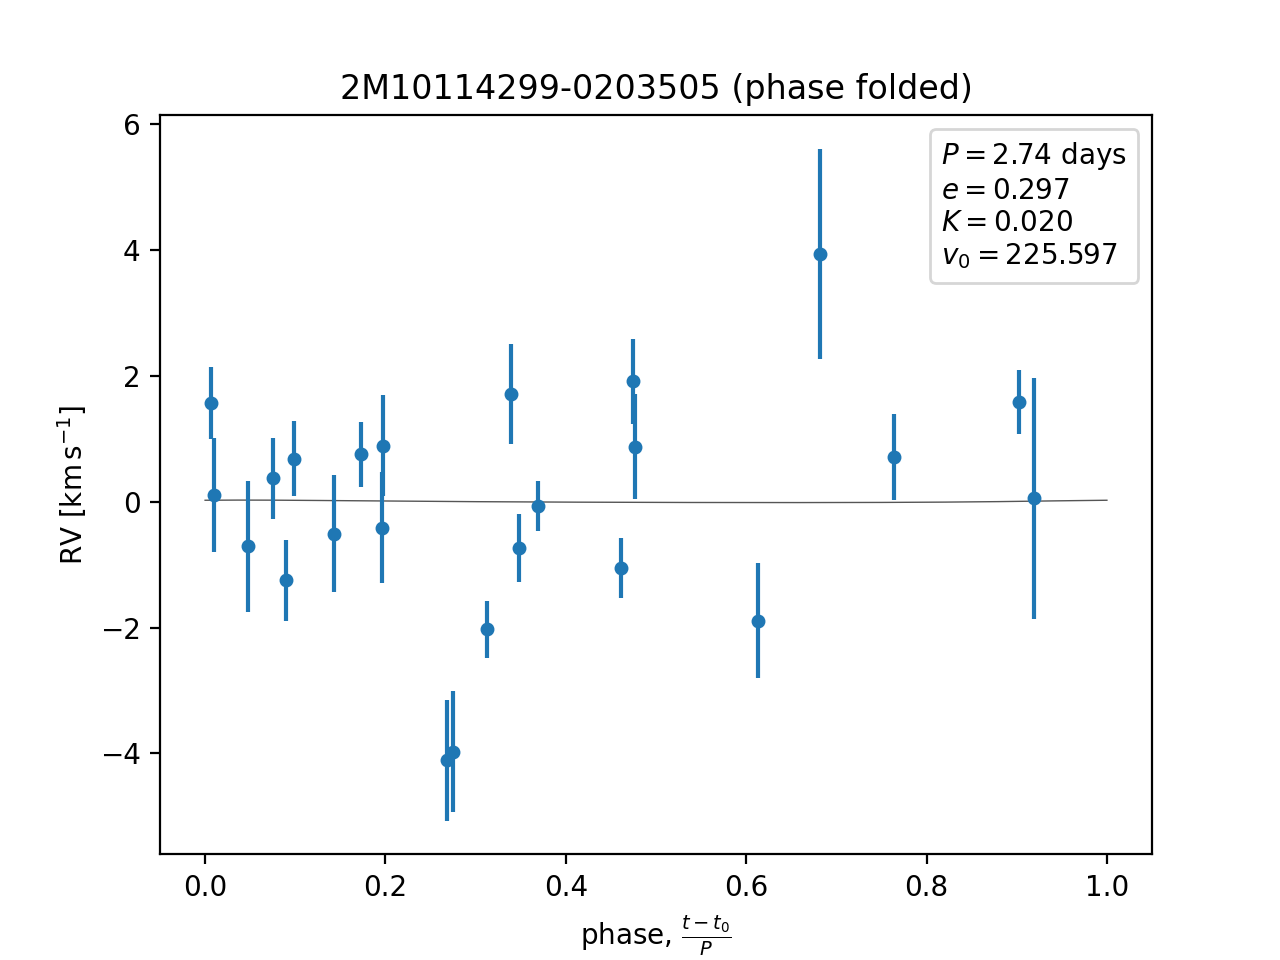 2M10114299-0203505 (phase folded)
P = 2.74 days
e = 0.297
K = 0.020
v₀ = 225.597
RV [km s⁻¹]
6
4
2
0
−2
−4
0.0 0.2 0.4 0.6 0.8 1.0
phase, (t − t₀)/P